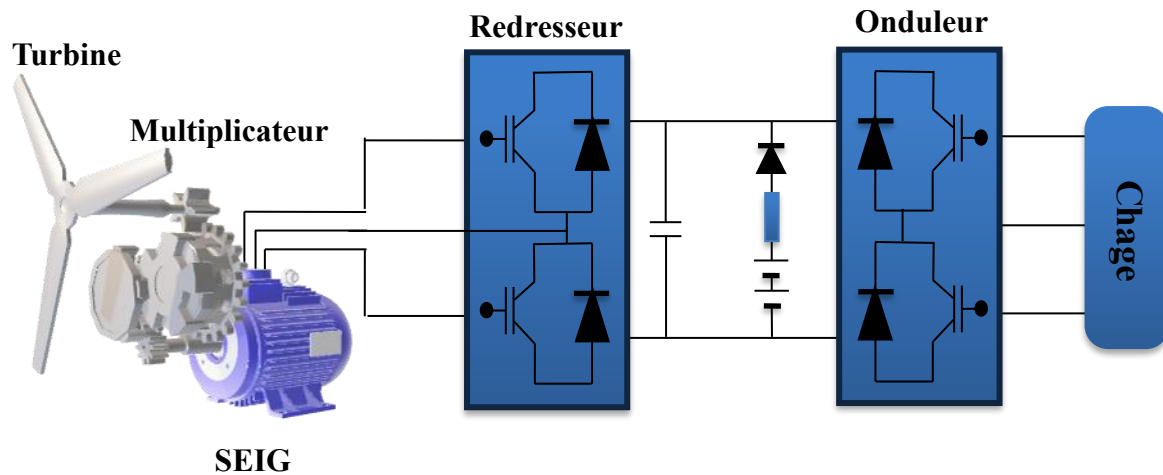 Turbine
Multiplicateur
SEIG
Redresseur
Onduleur
Chage